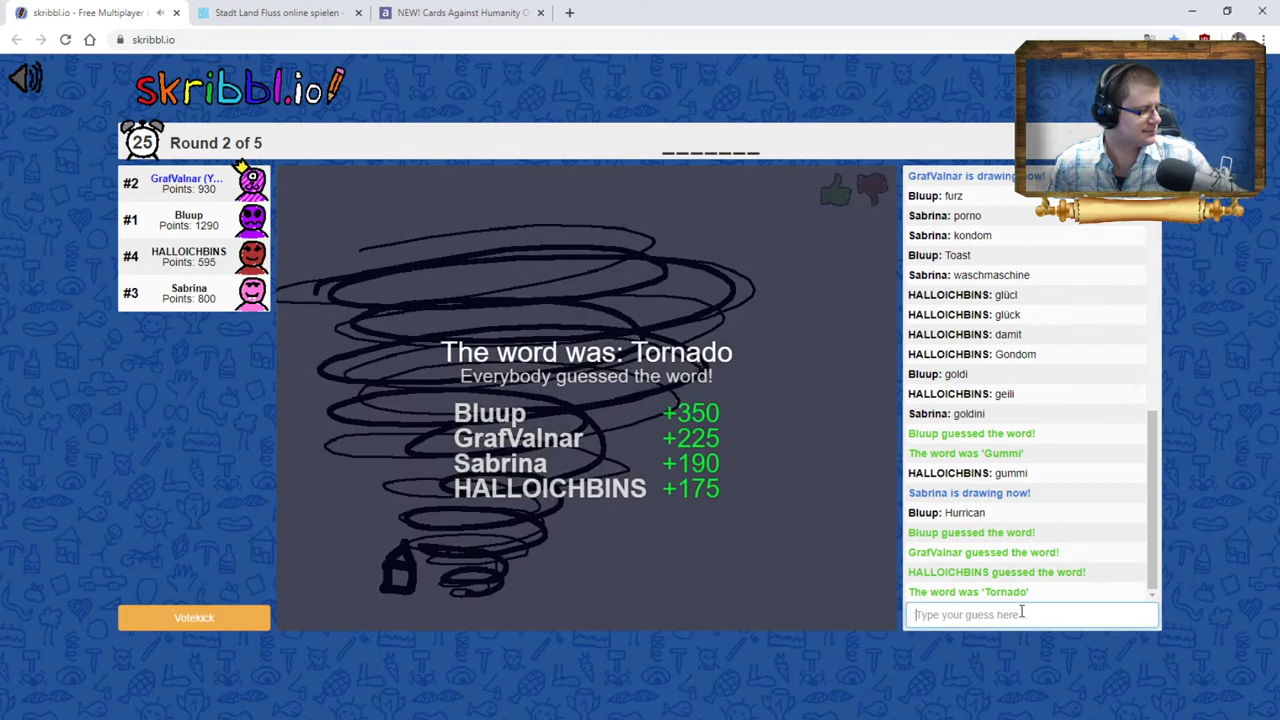 skribbl.io - Free Multiplayer
Stadt Land Fluss online spielen -
NEW! Cards Against Humanity O
skribbl.io
skribbl.io!
25
Round 2 of 5
_______
#2
GrafValnar (Y...
Points: 930
#1
Bluup
Points: 1290
#4
HALLOICHBINS
Points: 595
#3
Sabrina
Points: 800
Votekick
The word was: Tornado
Everybody guessed the word!
Bluup +350
GrafValnar +225
Sabrina +190
HALLOICHBINS +175
GrafValnar is drawing now!
Bluup: furz
Sabrina: porno
Sabrina: kondom
Bluup: Toast
Sabrina: waschmaschine
HALLOICHBINS: glücl
HALLOICHBINS: glück
HALLOICHBINS: damit
HALLOICHBINS: Gondom
Bluup: goldi
HALLOICHBINS: geili
Sabrina: goldini
Bluup guessed the word!
The word was 'Gummi'
HALLOICHBINS: gummi
Sabrina is drawing now!
Bluup: Hurrican
Bluup guessed the word!
GrafValnar guessed the word!
HALLOICHBINS guessed the word!
The word was 'Tornado'
Type your guess here...